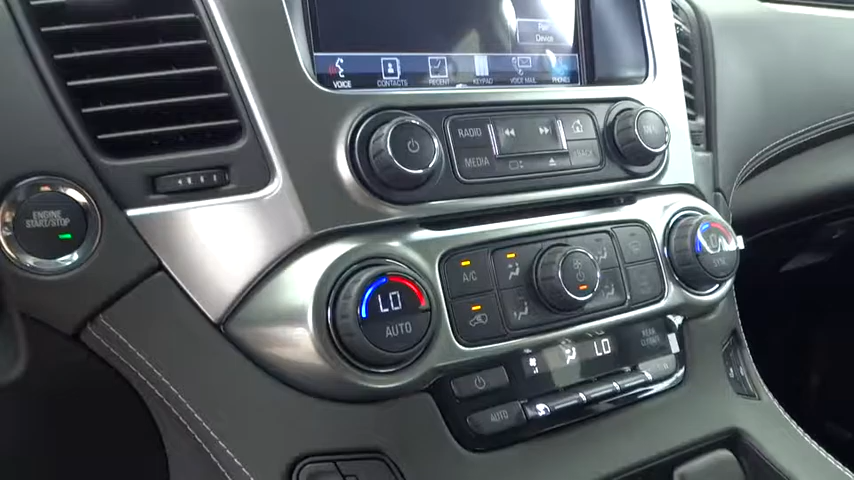 Pair
Device
VOICE
CONTACTS
RECENT
KEYPAD
VOICE MAIL
PHONES
RADIO
MEDIA
ENGINE
START/STOP
A/C
LO
AUTO
SYNC
LO
REAR
AUTO